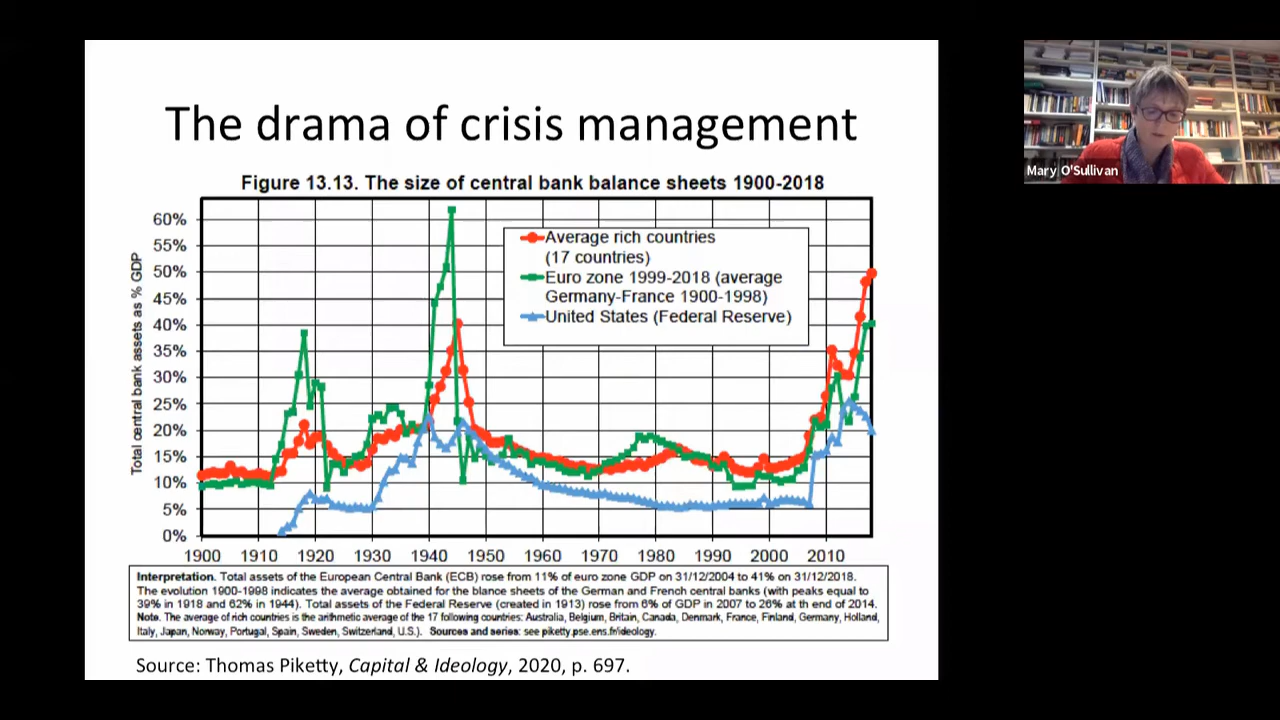 The drama of crisis management
Figure 13.13. The size of central bank balance sheets 1900-2018
Total central bank assets as % GDP
60%
55%
50%
45%
40%
35%
30%
25%
20%
15%
10%
5%
0%
Average rich countries
(17 countries)
Euro zone 1999-2018 (average
Germany-France 1900-1998)
United States (Federal Reserve)
1900 1910 1920 1930 1940 1950 1960 1970 1980 1990 2000 2010
Interpretation. Total assets of the European Central Bank (ECB) rose from 11% of euro zone GDP on 31/12/2004 to 41% on 31/12/2018.
The evolution 1900-1998 indicates the average obtained for the blance sheets of the German and French central banks (with peaks equal to
39% in 1918 and 62% in 1944). Total assets of the Federal Reserve (created in 1913) rose from 6% of GDP in 2007 to 26% at th end of 2014.
Note. The average of rich countries is the arithmetic average of the 17 following countries: Australia, Belgium, Britain, Canada, Denmark, France, Finland, Germany, Holland,
Italy, Japan, Norway, Portugal, Spain, Sweden, Switzerland, U.S.). Sources and series: see piketty.pse.ens.fr/ideology.
Source: Thomas Piketty, Capital & Ideology, 2020, p. 697.
Mary O'Sullivan